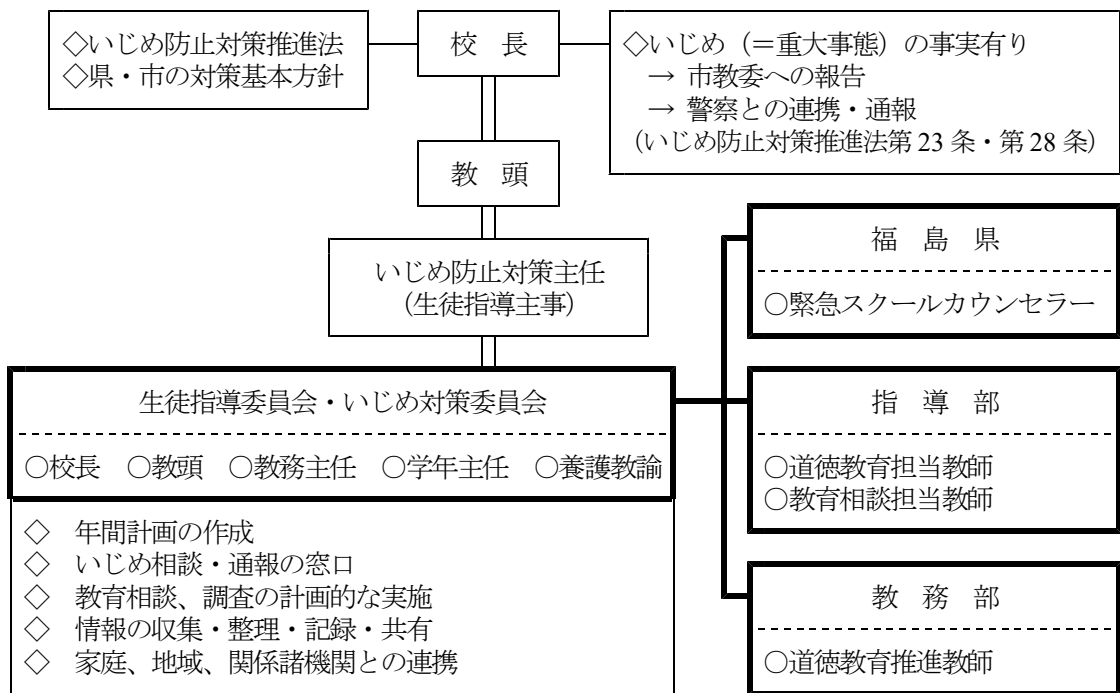 ◇いじめ防止対策推進法
◇県・市の対策基本方針
校 長
◇いじめ（＝重大事態）の事実有り
→ 市教委への報告
→ 警察との連携・通報
（いじめ防止対策推進法第 23 条・第 28 条）
教 頭
いじめ防止対策主任
（生徒指導主事）
生徒指導委員会・いじめ対策委員会
○校長 ○教頭 ○教務主任 ○学年主任 ○養護教諭
◇ 年間計画の作成
◇ いじめ相談・通報の窓口
◇ 教育相談、調査の計画的な実施
◇ 情報の収集・整理・記録・共有
◇ 家庭、地域、関係諸機関との連携
福 島 県
○緊急スクールカウンセラー
指 導 部
○道徳教育担当教師
○教育相談担当教師
教 務 部
○道徳教育推進教師